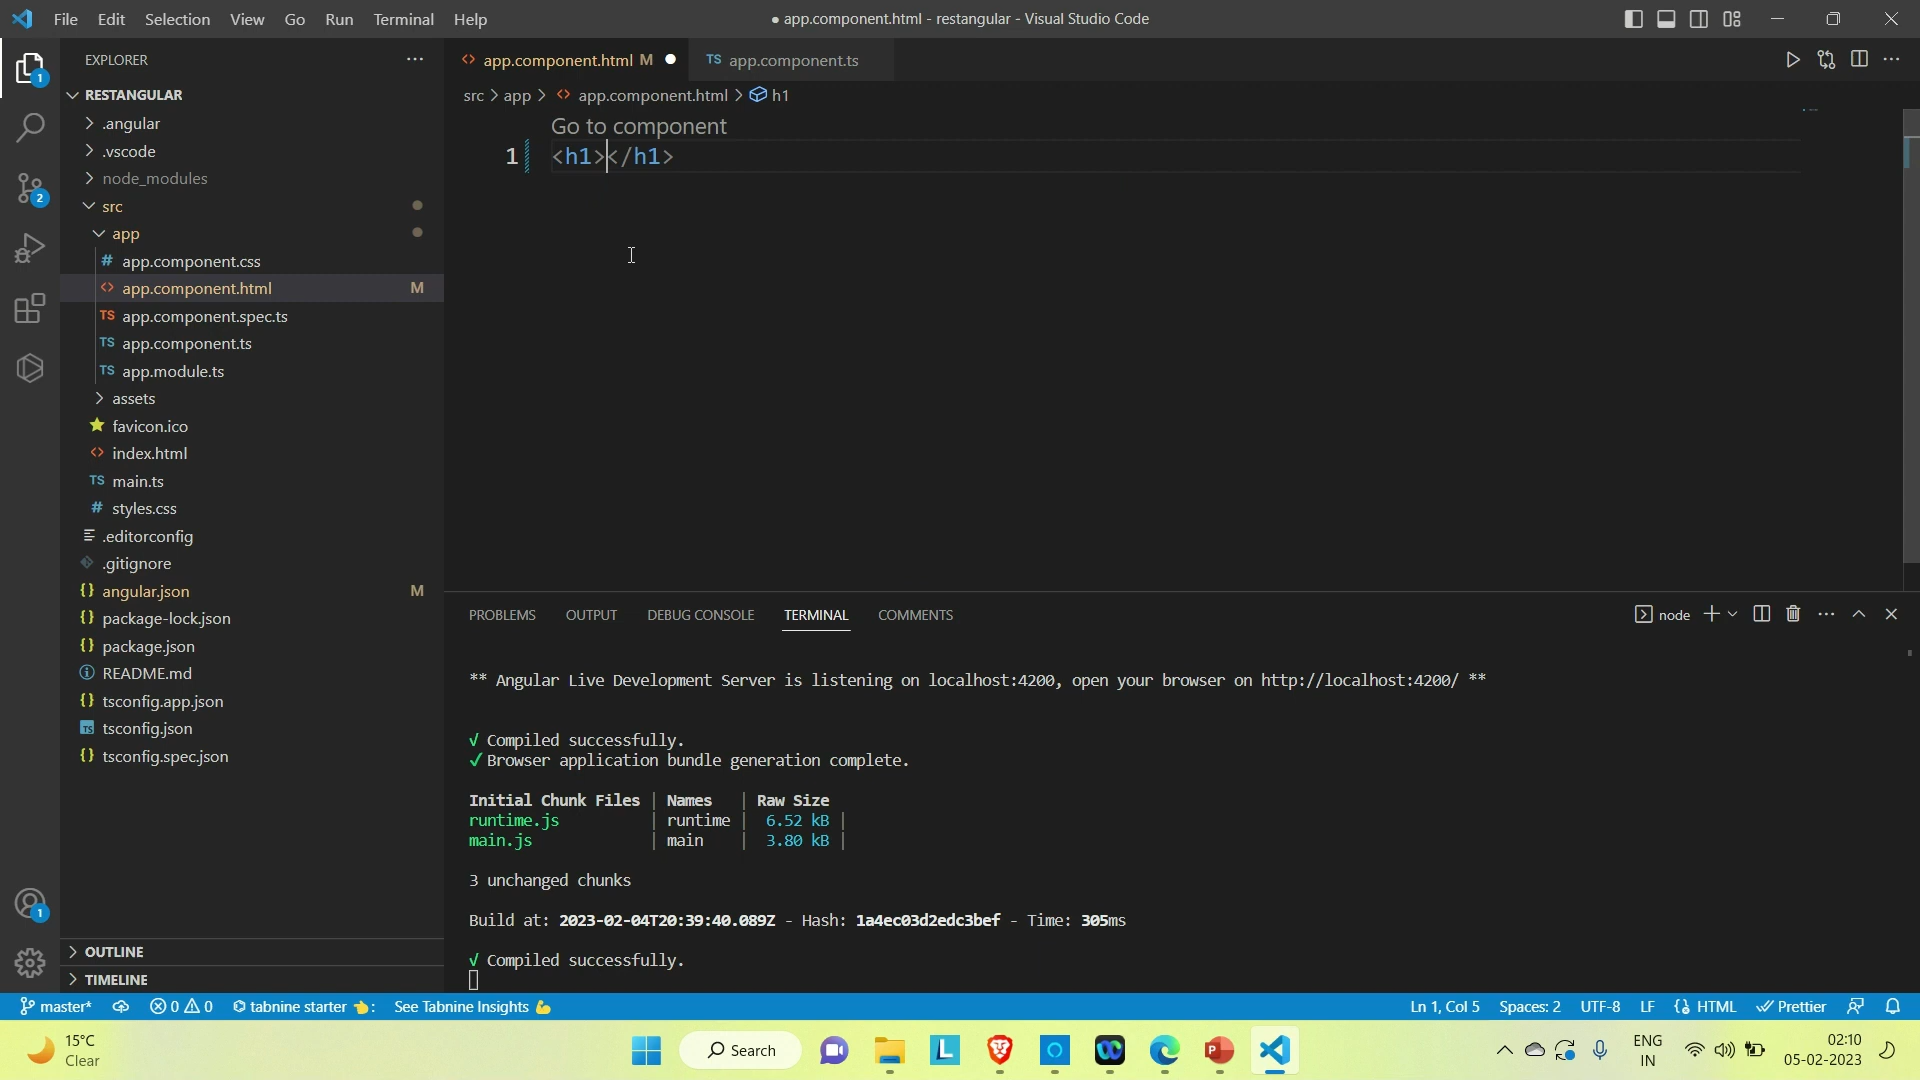 File Edit Selection View Go Run Terminal Help
● app.component.html - restangular - Visual Studio Code
EXPLORER
app.component.html M
TS app.component.ts
RESTANGULAR
src > app > app.component.html > h1
.angular
.vscode
node_modules
src
app
# app.component.css
app.component.html M
TS app.component.spec.ts
TS app.component.ts
TS app.module.ts
assets
favicon.ico
index.html
TS main.ts
# styles.css
.editorconfig
.gitignore
{} angular.json M
{} package-lock.json
{} package.json
README.md
{} tsconfig.app.json
TS tsconfig.json
{} tsconfig.spec.json
OUTLINE
TIMELINE
1
2
1
Go to component
1 <h1></h1>
PROBLEMS OUTPUT DEBUG CONSOLE TERMINAL COMMENTS
node
** Angular Live Development Server is listening on localhost:4200, open your browser on http://localhost:4200/ **
√ Compiled successfully.
✓ Browser application bundle generation complete.
Initial Chunk Files | Names | Raw Size
runtime.js | runtime | 6.52 kB |
main.js | main | 3.80 kB |
3 unchanged chunks
Build at: 2023-02-04T20:39:40.089Z - Hash: 1a4ec03d2edc3bef - Time: 305ms
√ Compiled successfully.
master* 0 0 tabnine starter 👈: See Tabnine Insights 💪
Ln 1, Col 5 Spaces: 2 UTF-8 LF {} HTML Prettier
15°C
Clear
Search
ENG
IN
02:10
05-02-2023